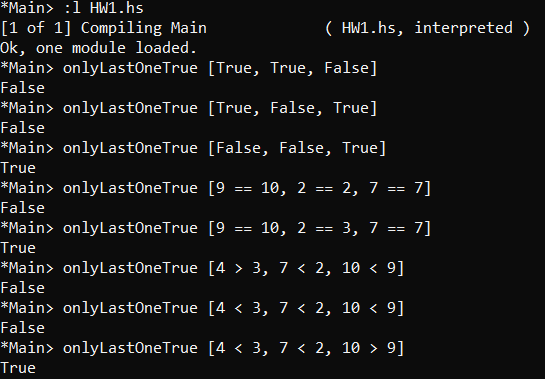 *Main> :l HW1.hs
[1 of 1] Compiling Main             ( HW1.hs, interpreted )
Ok, one module loaded.
*Main> onlyLastOneTrue [True, True, False]
False
*Main> onlyLastOneTrue [True, False, True]
False
*Main> onlyLastOneTrue [False, False, True]
True
*Main> onlyLastOneTrue [9 == 10, 2 == 2, 7 == 7]
False
*Main> onlyLastOneTrue [9 == 10, 2 == 3, 7 == 7]
True
*Main> onlyLastOneTrue [4 > 3, 7 < 2, 10 < 9]
False
*Main> onlyLastOneTrue [4 < 3, 7 < 2, 10 < 9]
False
*Main> onlyLastOneTrue [4 < 3, 7 < 2, 10 > 9]
True